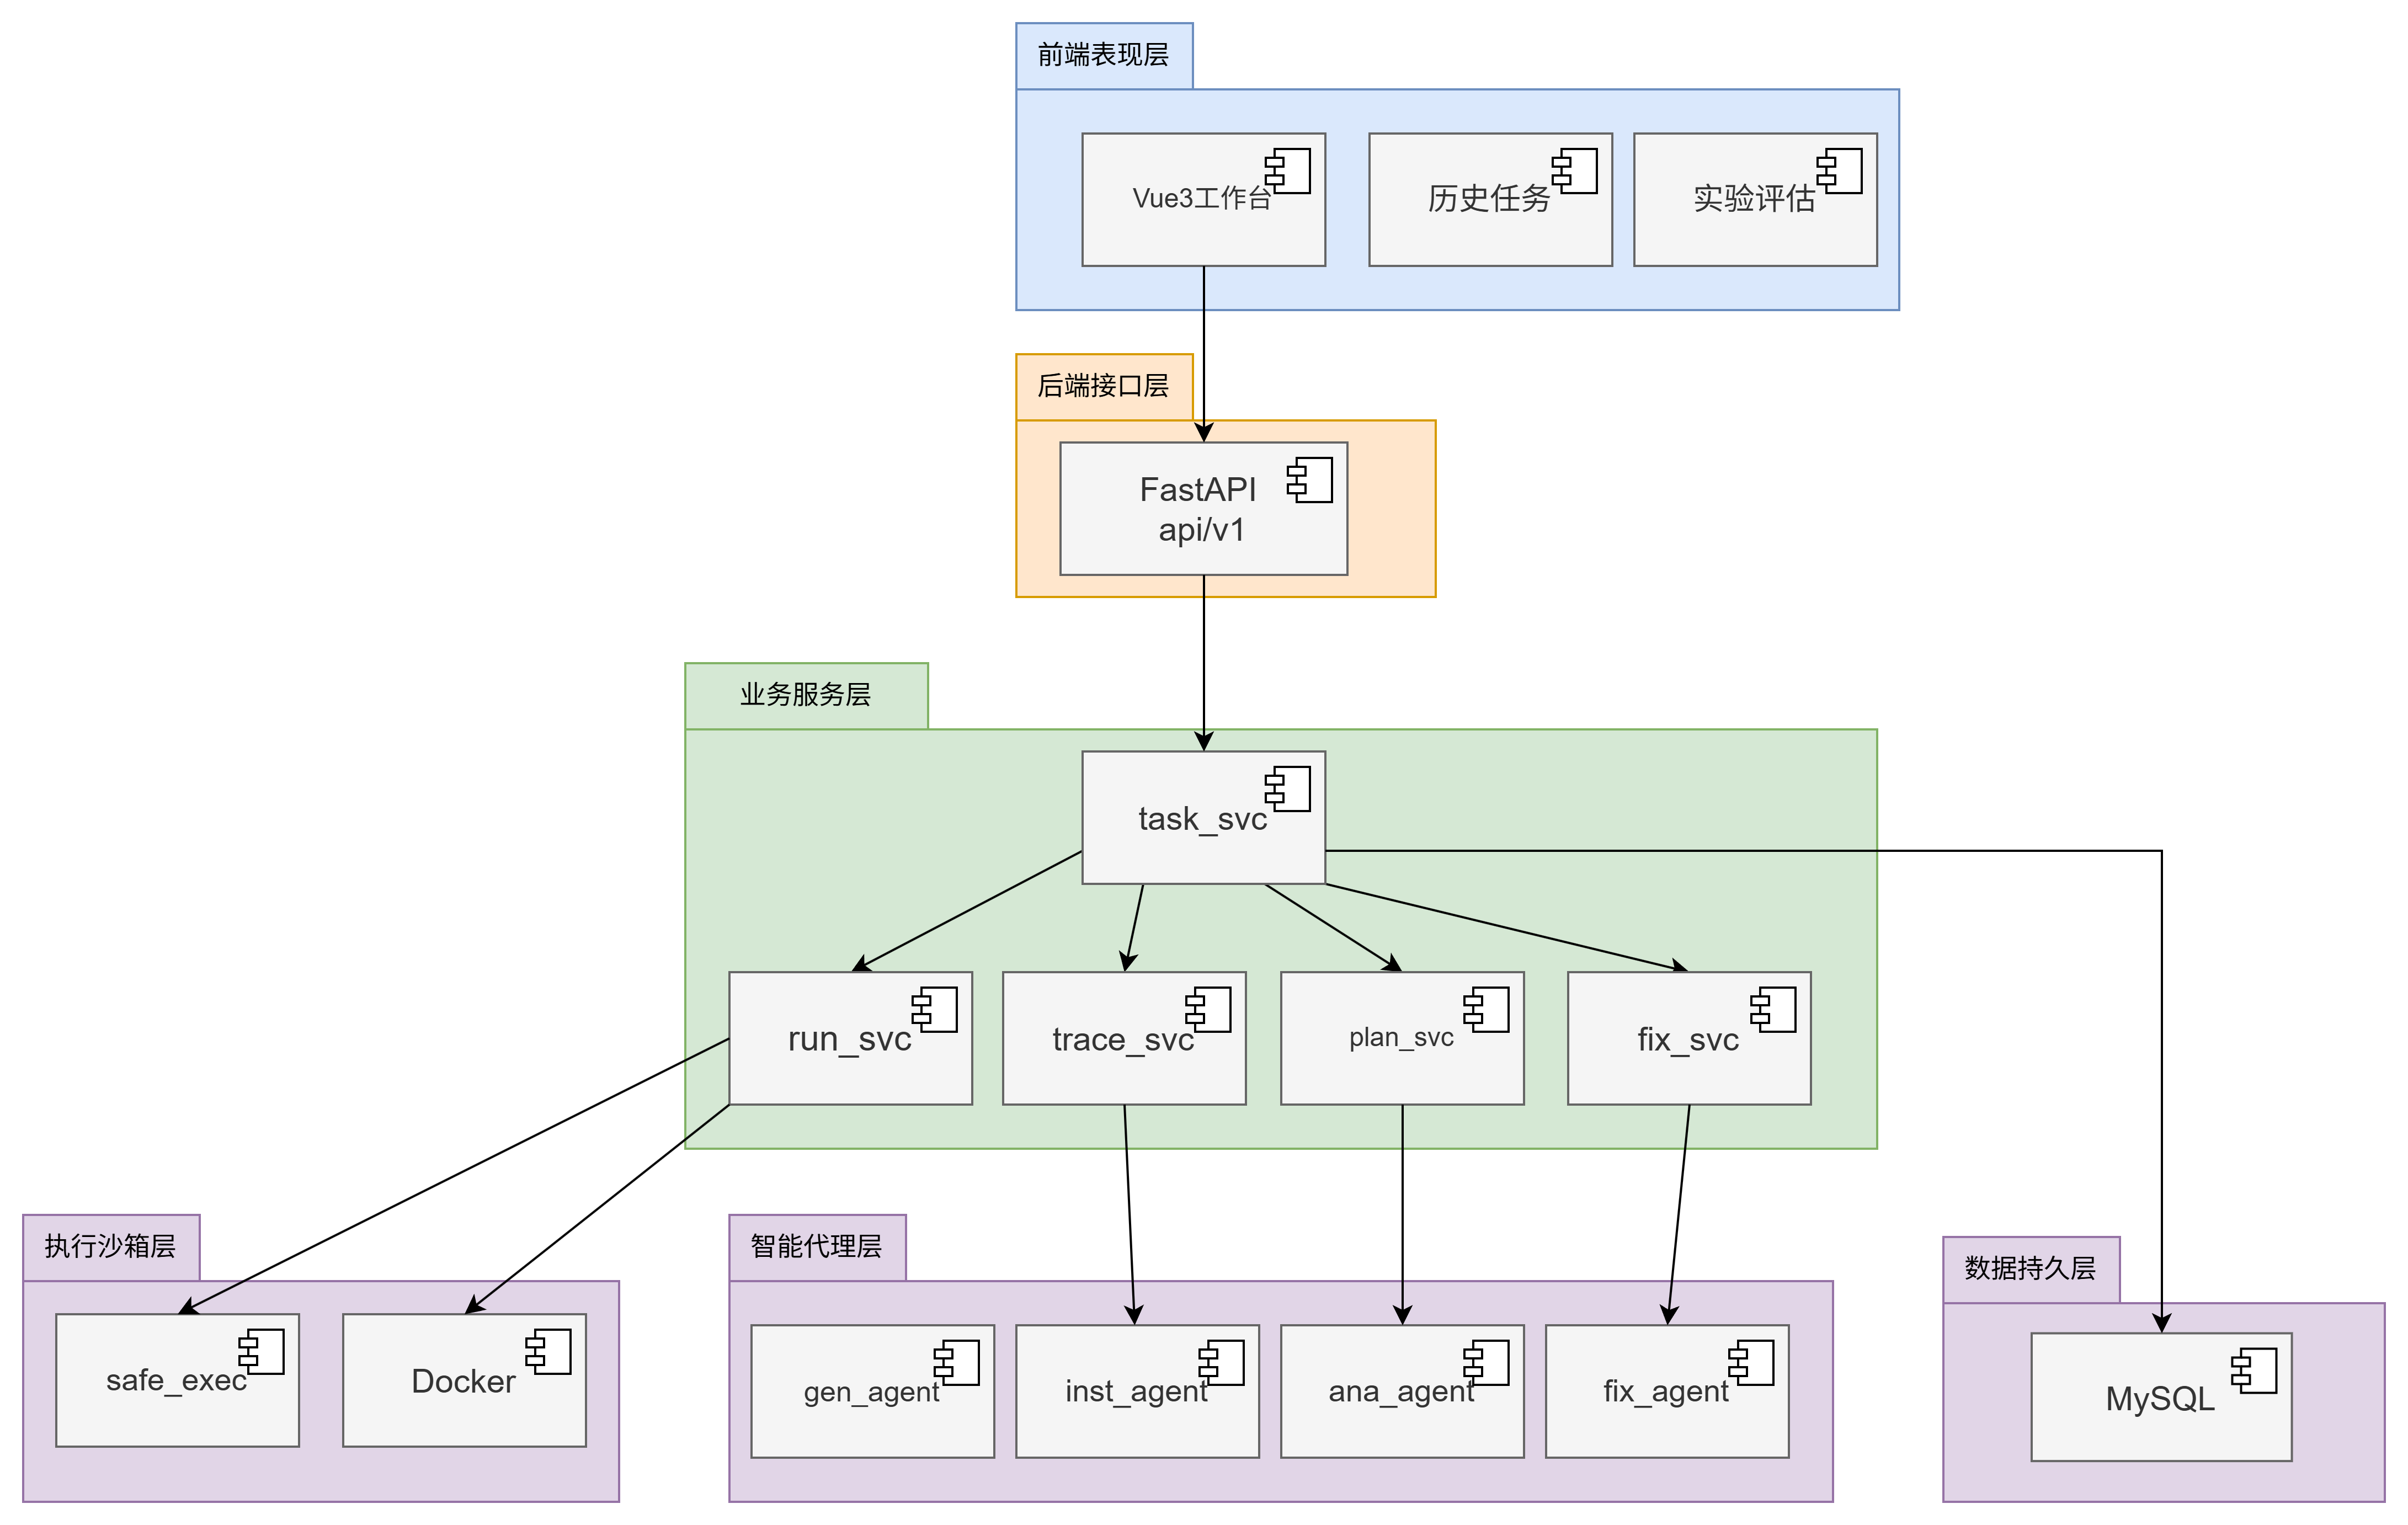 前端表现层
Vue3工作台
历史任务
实验评估
后端接口层
FastAPI
api/v1
业务服务层
task_svc
run_svc
trace_svc
plan_svc
fix_svc
执行沙箱层
safe_exec
Docker
智能代理层
gen_agent
inst_agent
ana_agent
fix_agent
数据持久层
MySQL